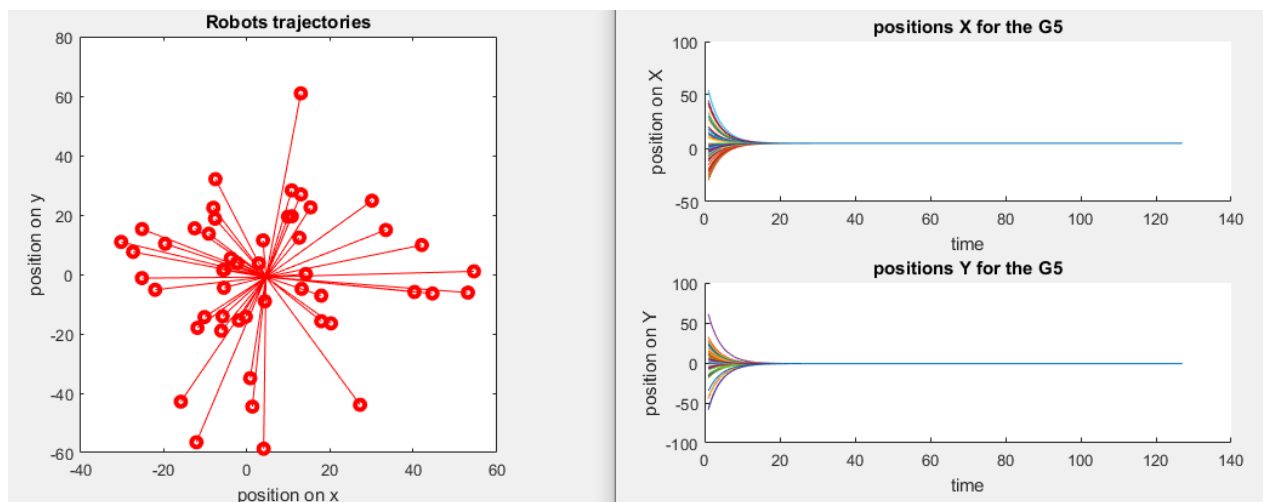 Robots trajectories
80
60
40
20
0
-20
-40
-60
-40 -20 0 20 40 60
position on x
position on y
positions X for the G5
100
50
0
-50
0 20 40 60 80 100 120 140
time
position on X
positions Y for the G5
100
50
0
-50
-100
0 20 40 60 80 100 120 140
time
position on Y